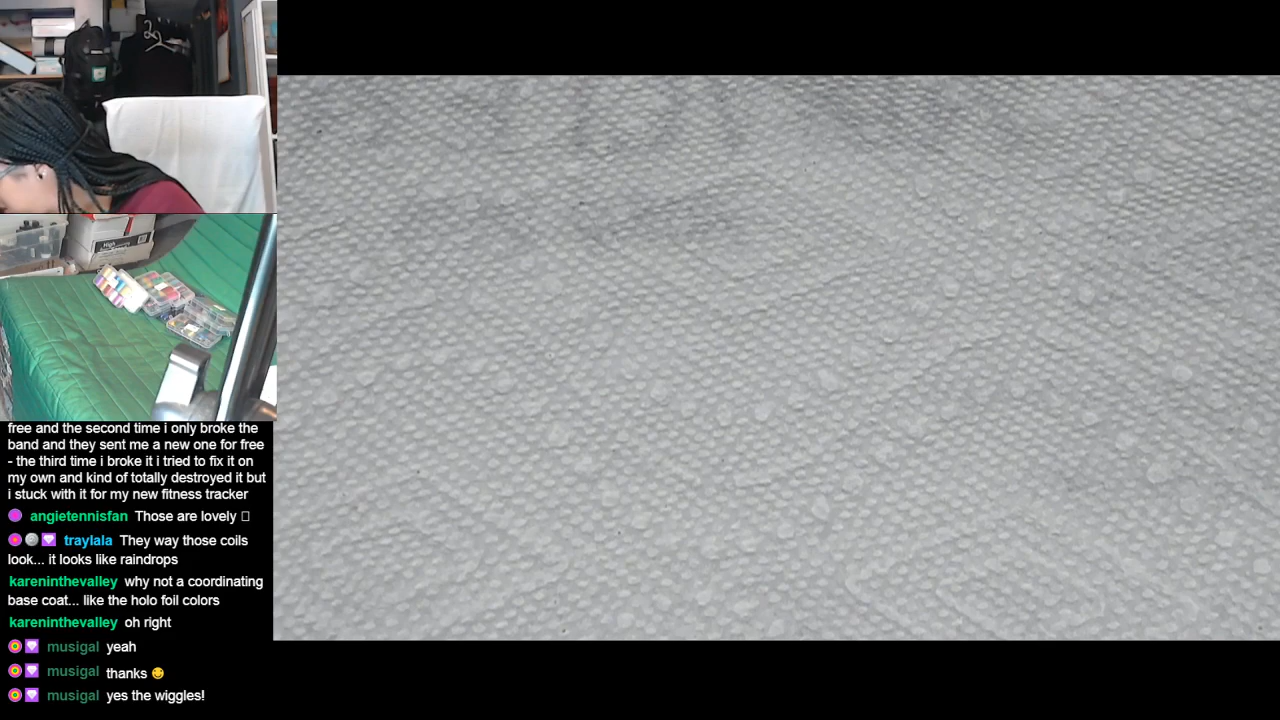 High
free and the second time i only broke the
band and they sent me a new one for free
- the third time i broke it i tried to fix it on
my own and kind of totally destroyed it but
i stuck with it for my new fitness tracker
angietennisfan Those are lovely
traylala They way those coils
look... it looks like raindrops
kareninthevalley why not a coordinating
base coat... like the holo foil colors
kareninthevalley oh right
musigal yeah
musigal thanks
musigal yes the wiggles!